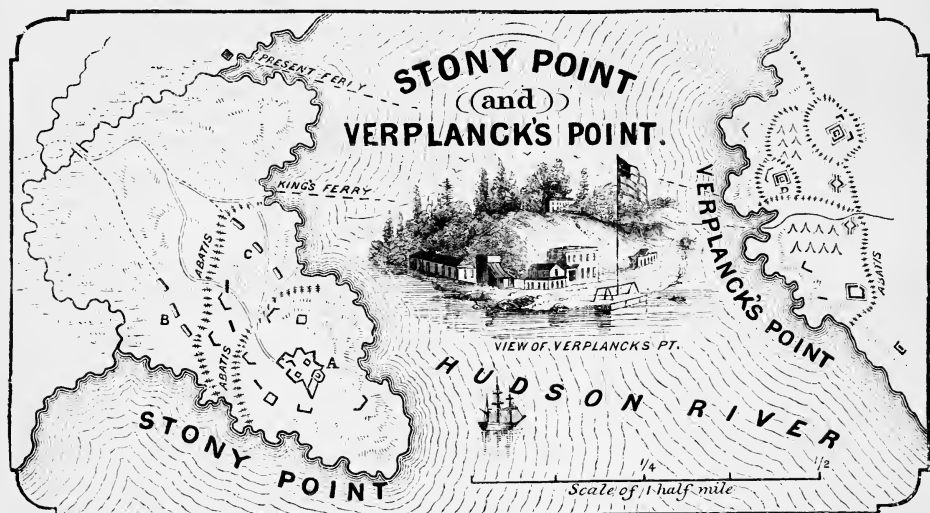 PRESENT FERRY
STONY POINT
(and)
VERPLANCK'S POINT.
KING'S FERRY
VERPLANCK'S POINT
ABATIS
ABATIS
ABATIS
C
B
A
VIEW OF VERPLANCKS PT.
HUDSON RIVER
STONY POINT
1/4
1/2
Scale of 1 half mile